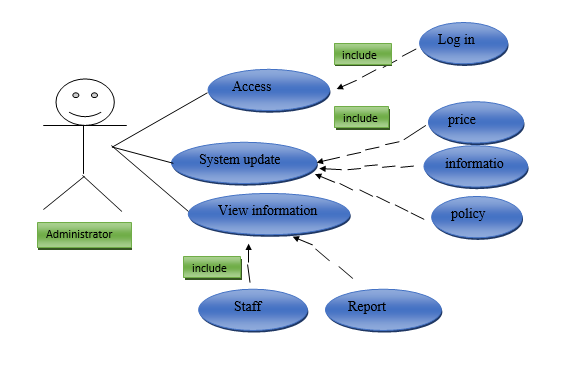 Log in
include
Access
include
price
System update
informatio
View information
policy
Administrator
include
Staff
Report